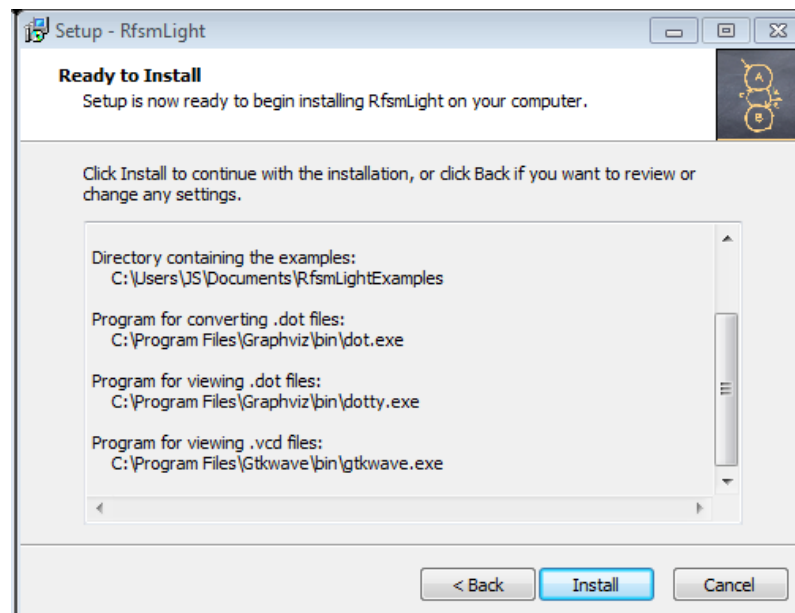 Setup - RfsmLight
Ready to Install
Setup is now ready to begin installing RfsmLight on your computer.
A
B
Click Install to continue with the installation, or click Back if you want to review or
change any settings.
Directory containing the examples:
C:\Users\JS\Documents\RfsmLightExamples
Program for converting .dot files:
C:\Program Files\Graphviz\bin\dot.exe
Program for viewing .dot files:
C:\Program Files\Graphviz\bin\dotty.exe
Program for viewing .vcd files:
C:\Program Files\Gtkwave\bin\gtkwave.exe
< Back
Install
Cancel